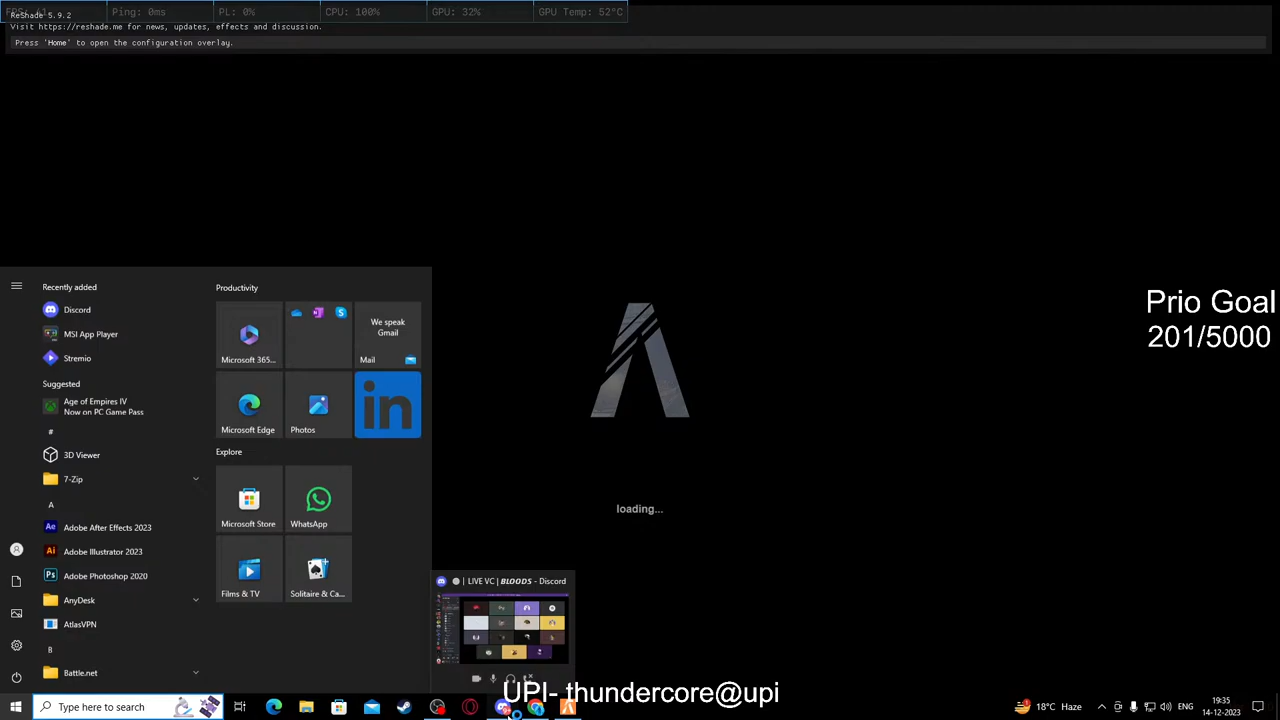 Ping: 0ms
PL: 0%
CPU: 100%
GPU: 32%
GPU Temp: 52°C
ReShade 5.9.2
Visit https://reshade.me for news, updates, effects and discussion.
Press 'Home' to open the configuration overlay.
Prio Goal
201/5000
Recently added
Discord
MSI App Player
Stremio
Suggested
Age of Empires IV
Now on PC Game Pass
#
3D Viewer
7-Zip
A
Adobe After Effects 2023
Adobe Illustrator 2023
Adobe Photoshop 2020
AnyDesk
AtlasVPN
B
Battle.net
Productivity
Microsoft 365...
We speak
Gmail
Mail
Microsoft Edge
Photos
in
Explore
Microsoft Store
WhatsApp
Films & TV
Solitaire & Ca...
loading...
| LIVE VC | BLOODS - Discord
UPI- thundercore@upi
Type here to search
18°C Haze
ENG
19:35
14-12-2023